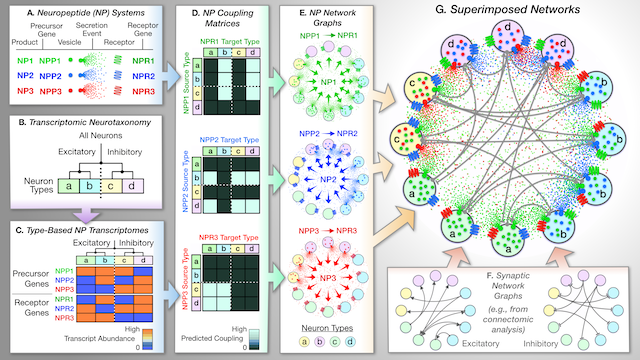 A. Neuropeptide (NP) Systems
Precursor Gene
Secretion Event
Receptor Gene
Product
Vesicle
Receptor
NP1 NPP1 NPR1
NP2 NPP2 NPR2
NP3 NPP3 NPR3
B. Transcriptomic Neurotaxonomy
All Neurons
Excitatory Inhibitory
Neuron Types
a b c d
C. Type-Based NP Transcriptomes
Excitatory Inhibitory
a b c d
Precursor Genes
NPP1
NPP2
NPP3
Receptor Genes
NPR1
NPR2
NPR3
High
Transcript Abundance
0
D. NP Coupling Matrices
NPR1 Target Type
a b c d
NPP1 Source Type
a
b
c
d
NPP2 Target Type
a b c d
NPP2 Source Type
a
b
c
d
NPR3 Target Type
a b c d
NPP3 Source Type
a
b
c
d
High
Predicted Coupling
0
E. NP Network Graphs
NPP1 → NPR1
NP1
NPP2 → NPR2
NP2
NPP3 → NPR3
NP3
Neuron Types
a b c d
G. Superimposed Networks
d
d
d
c
b
c
b
a
b
a
a
b
F. Synaptic Network Graphs
(e.g., from connectomic analysis)
Excitatory
Inhibitory